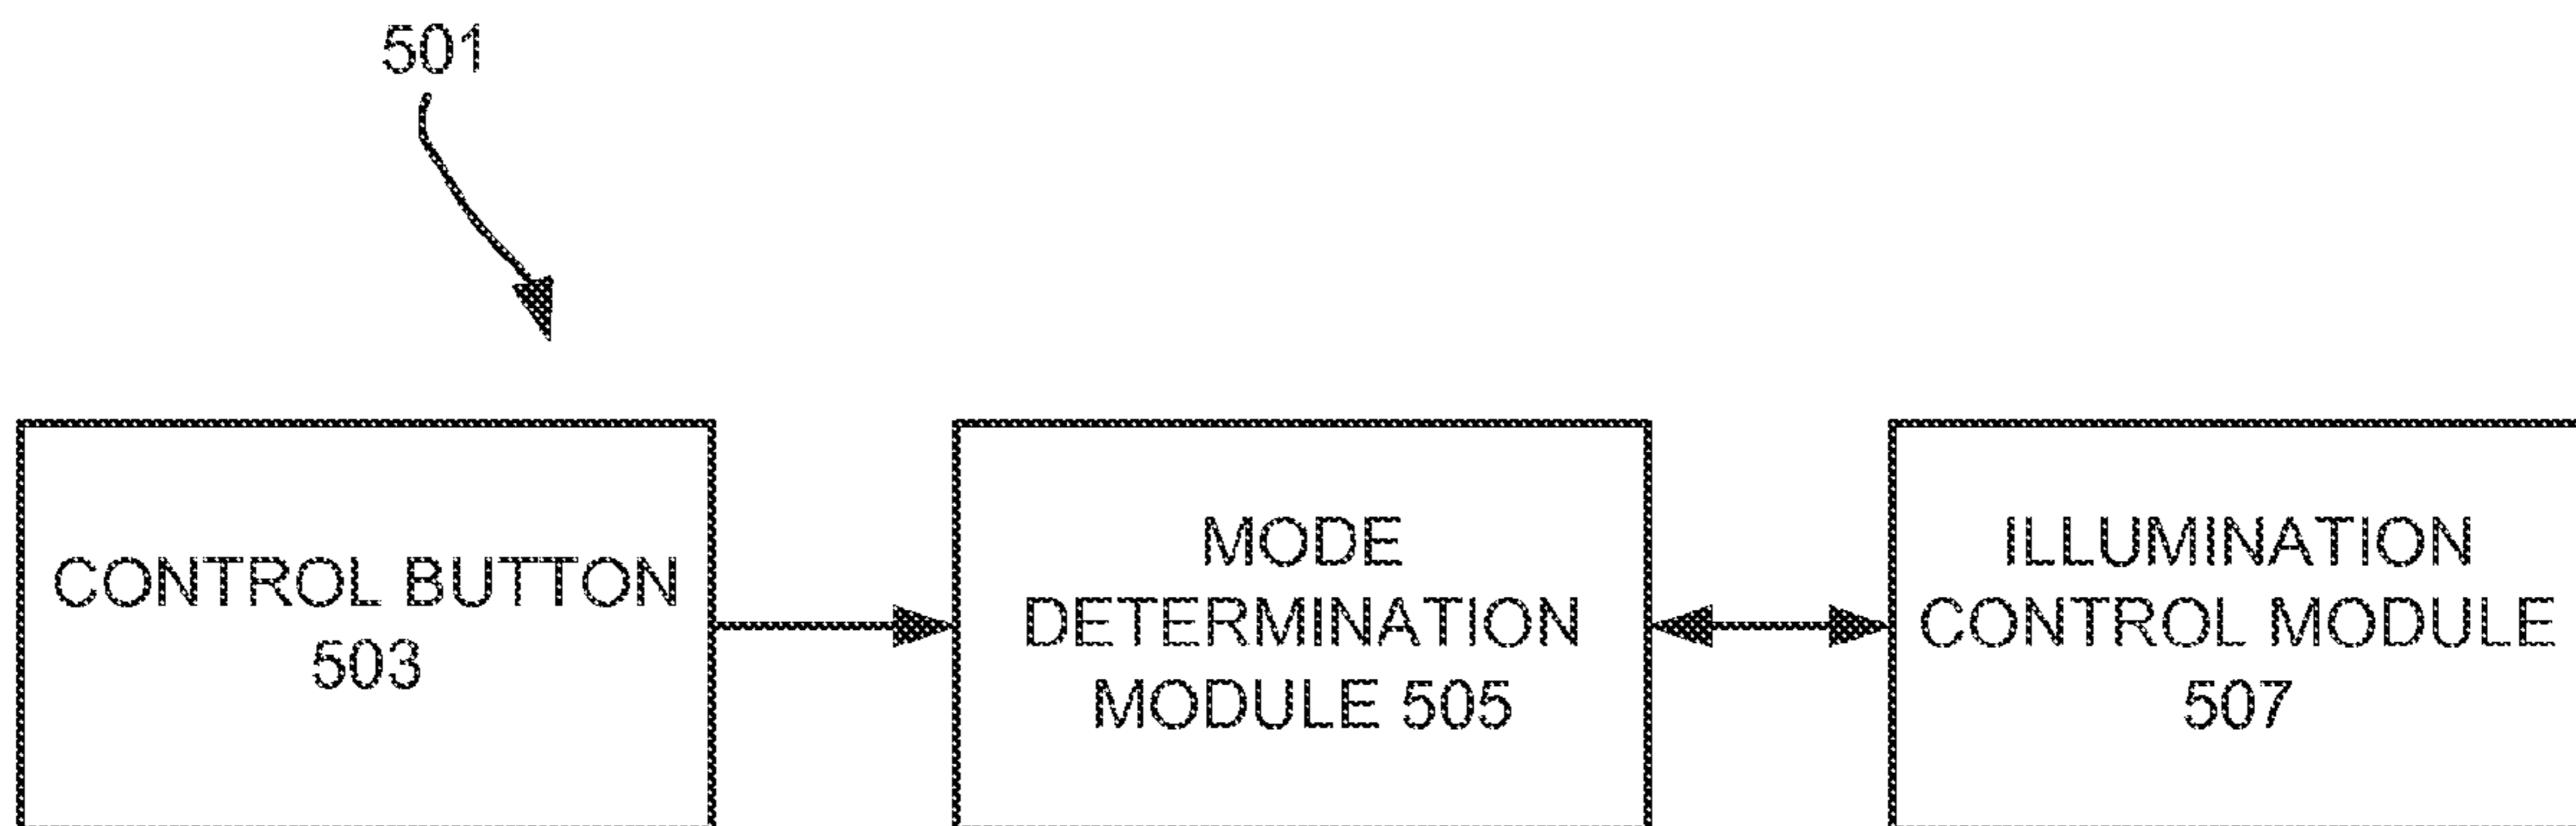 501
CONTROL BUTTON
503
MODE
DETERMINATION
MODULE 505
ILLUMINATION
CONTROL MODULE
507